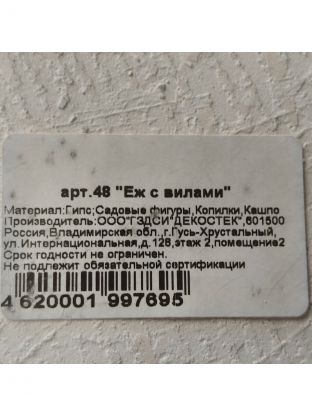 арт.48 "Еж с вилами"
Материал:Гипс;Садовые фигуры,Копилки,Кашпо
Производитель:ООО"ГЗДСИ"ДЕКОСТЕК",601500
Россия,Владимирская обл.,г.Гусь-Хрустальный,
ул.Интернациональная,д.128,этаж 2,помещение2
Срок годности не ограничен.
Не подлежит обязательной сертификации
4 620001 997695